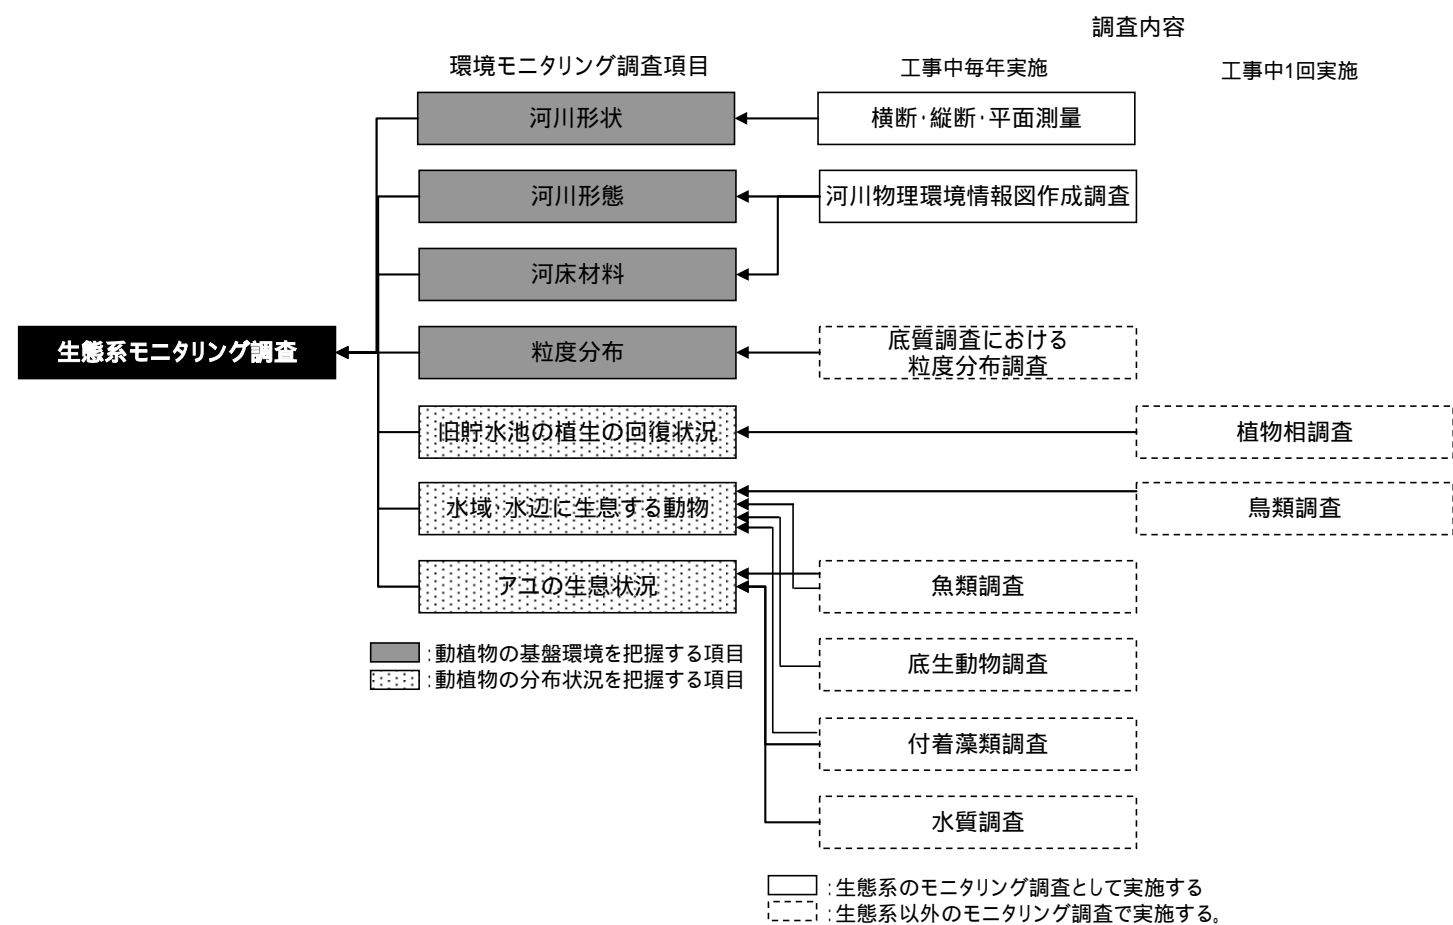 調査内容
環境モニタリング調査項目
工事中毎年実施
工事中1回実施
河川形状
横断・縦断・平面測量
河川形態
河川物理環境情報図作成調査
河床材料
生態系モニタリング調査
粒度分布
底質調査における
粒度分布調査
旧貯水池の植生の回復状況
植物相調査
水域・水辺に生息する動物
鳥類調査
アユの生息状況
魚類調査
:動植物の基盤環境を把握する項目
:動植物の分布状況を把握する項目
底生動物調査
付着藻類調査
水質調査
:生態系のモニタリング調査として実施する
:生態系以外のモニタリング調査で実施する。